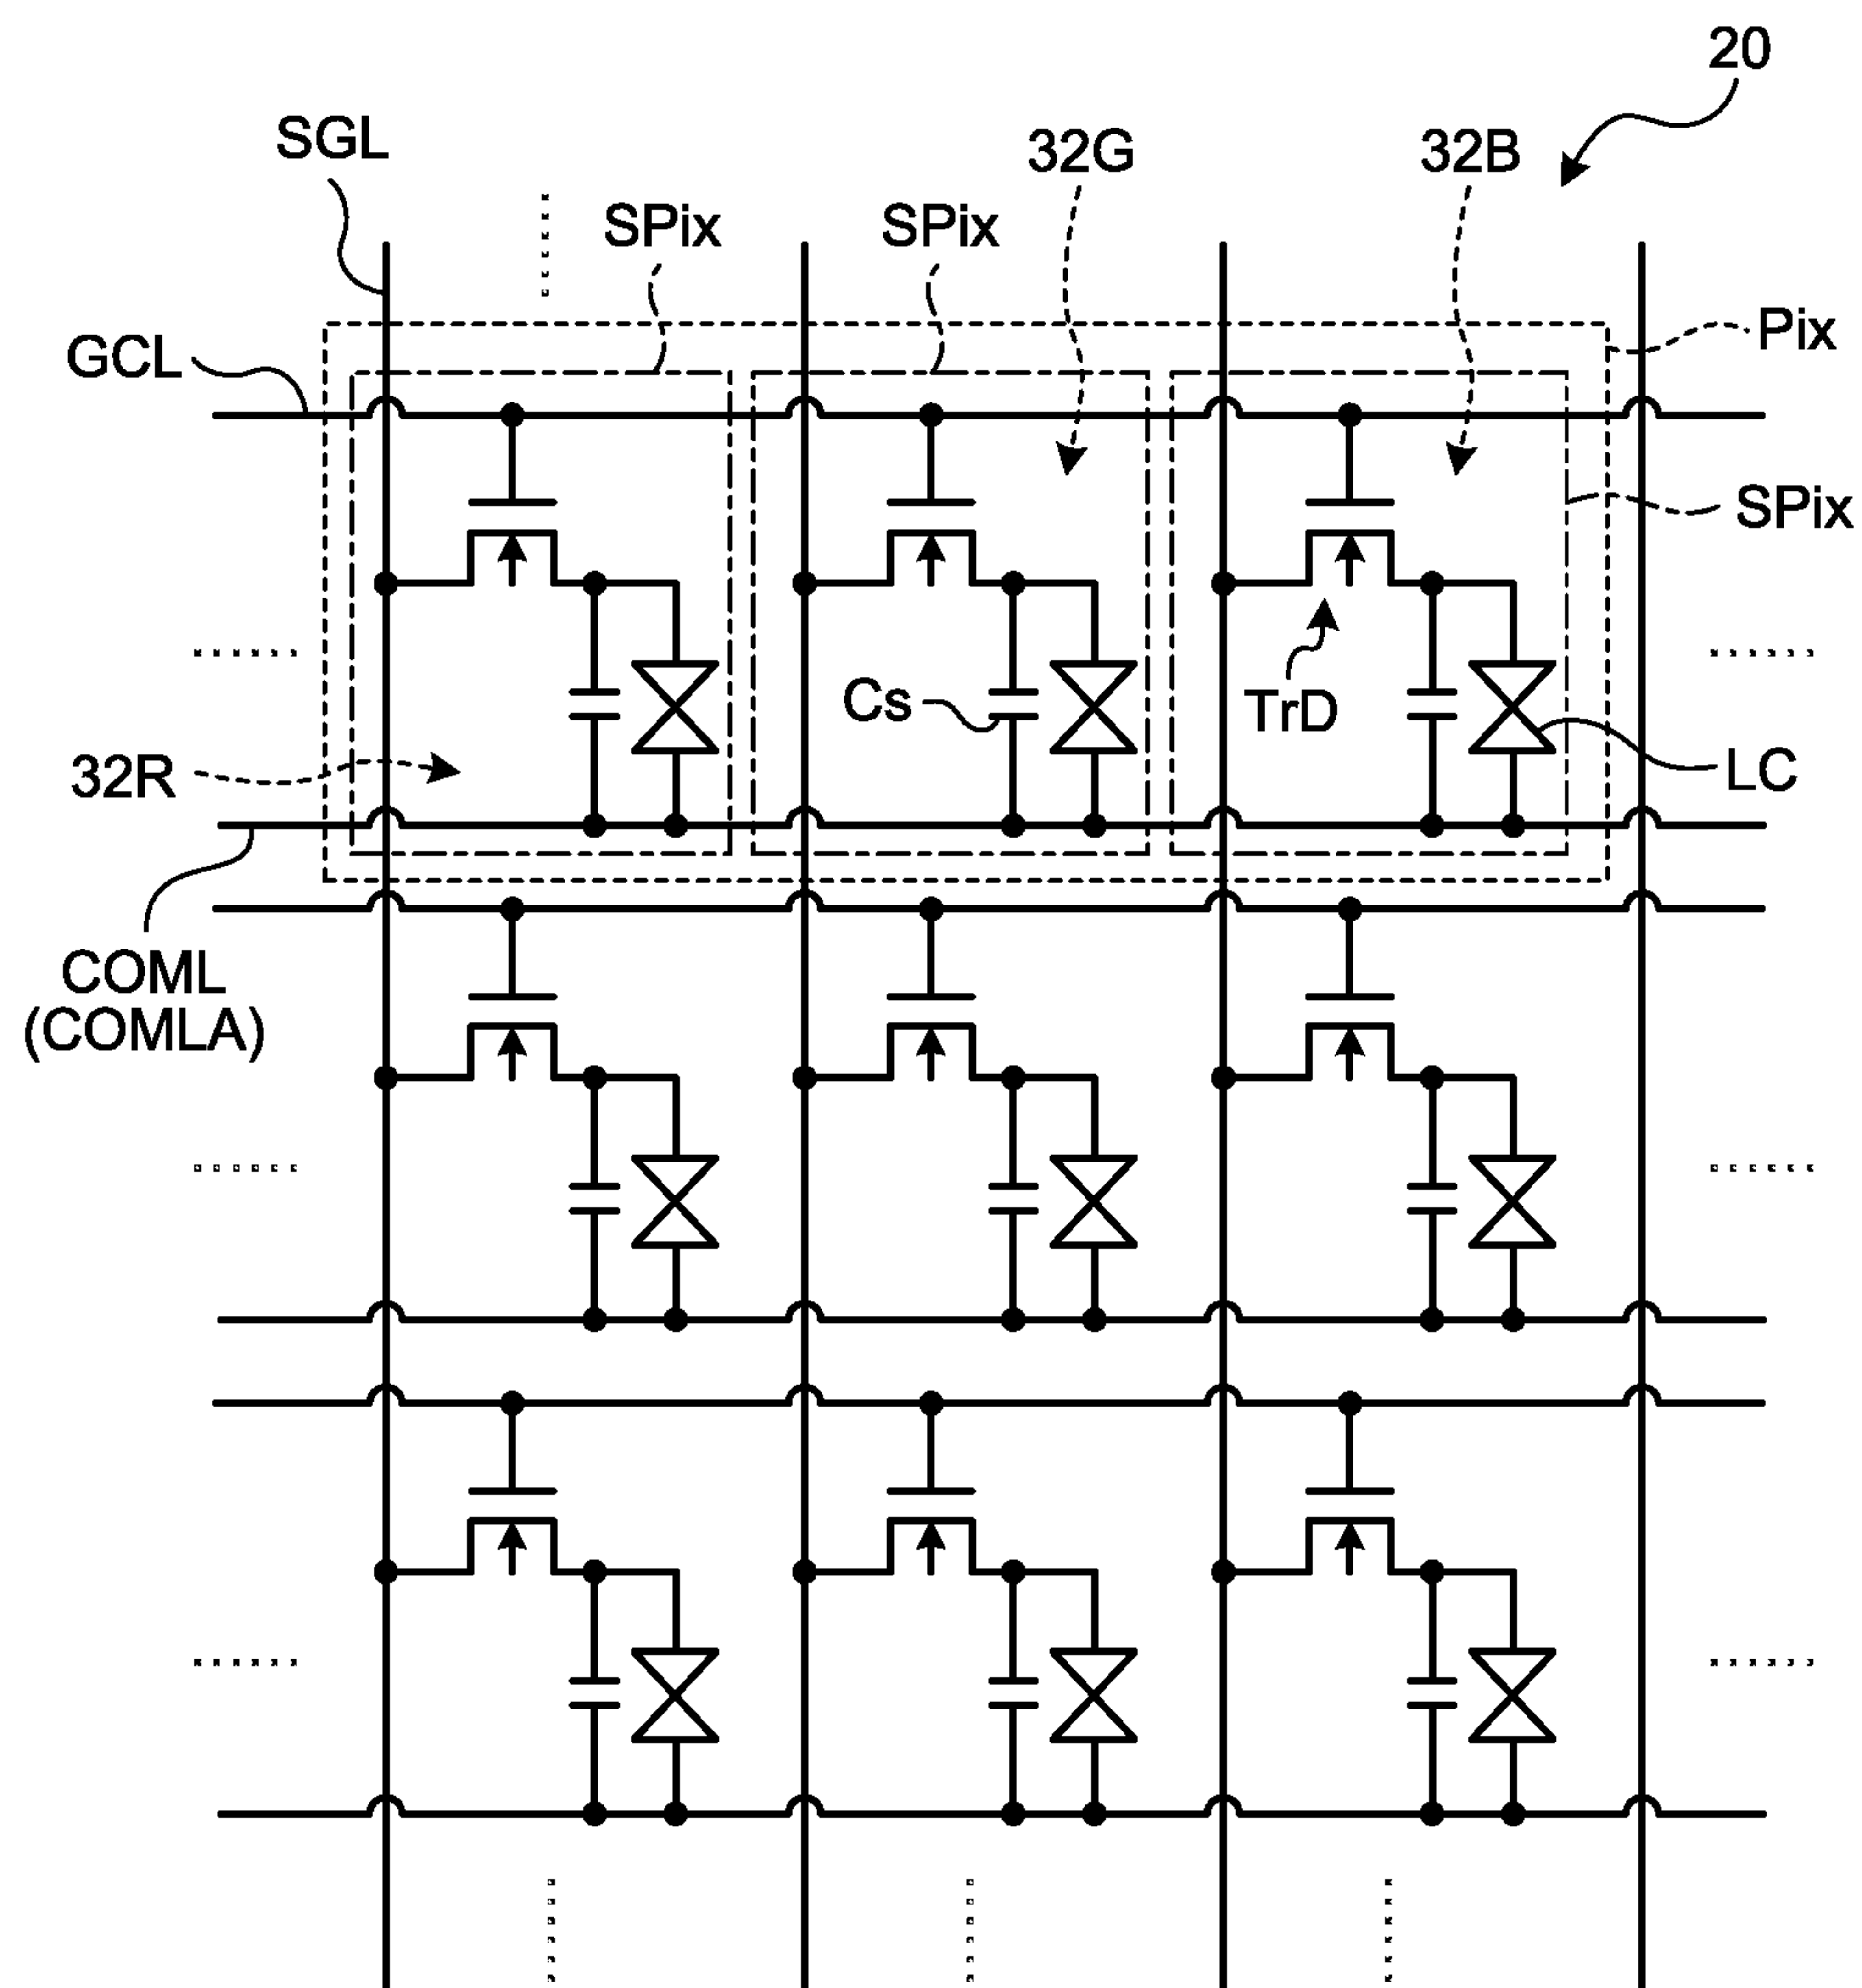 20
SGL
32G
32B
SPix
SPix
Pix
GCL
SPix
Cs
TrD
32R
LC
COML
(COMLA)